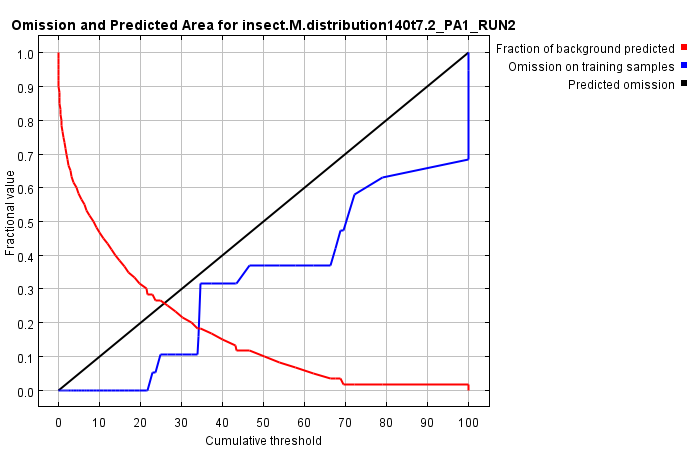 Omission and Predicted Area for insect.M.distribution140t7.2_PA1_RUN2
Fraction of background predicted
Omission on training samples
Predicted omission
Fractional value
1.0
0.9
0.8
0.7
0.6
0.5
0.4
0.3
0.2
0.1
0.0
0 10 20 30 40 50 60 70 80 90 100
Cumulative threshold